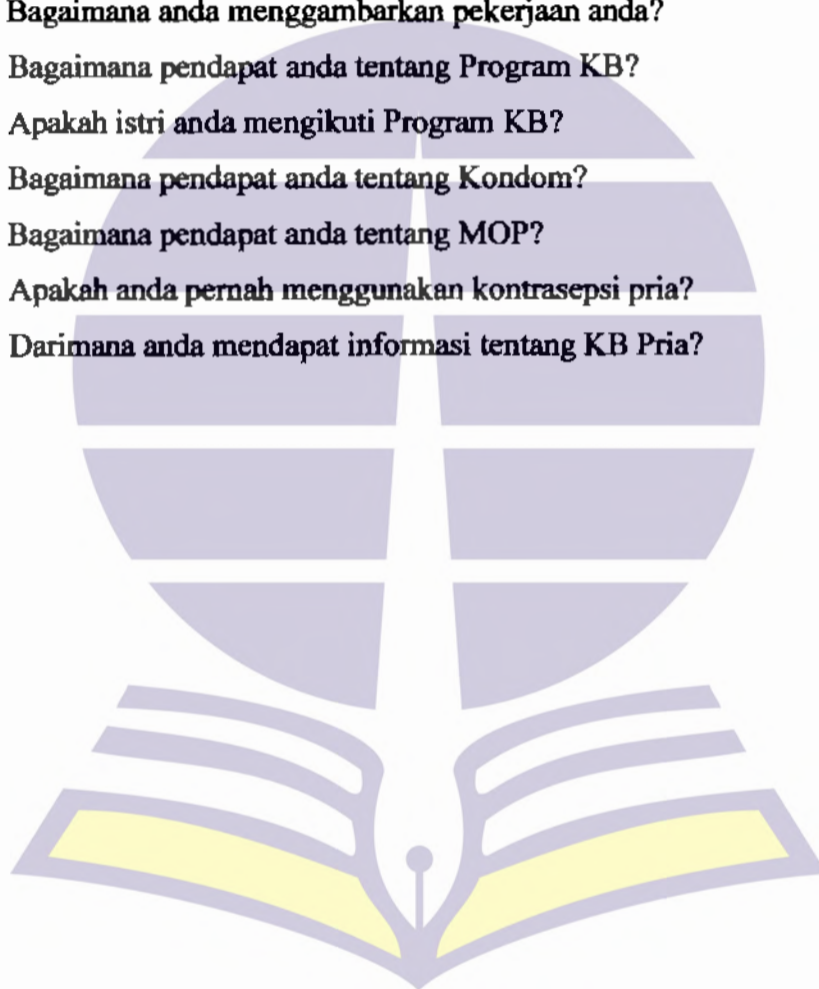 Bagaimana anda menggambarkan pekerjaan anda?
Bagaimana pendapat anda tentang Program KB?
Apakah istri anda mengikuti Program KB?
Bagaimana pendapat anda tentang Kondom?
Bagaimana pendapat anda tentang MOP?
Apakah anda pernah menggunakan kontrasepsi pria?
Darimana anda mendapat informasi tentang KB Pria?